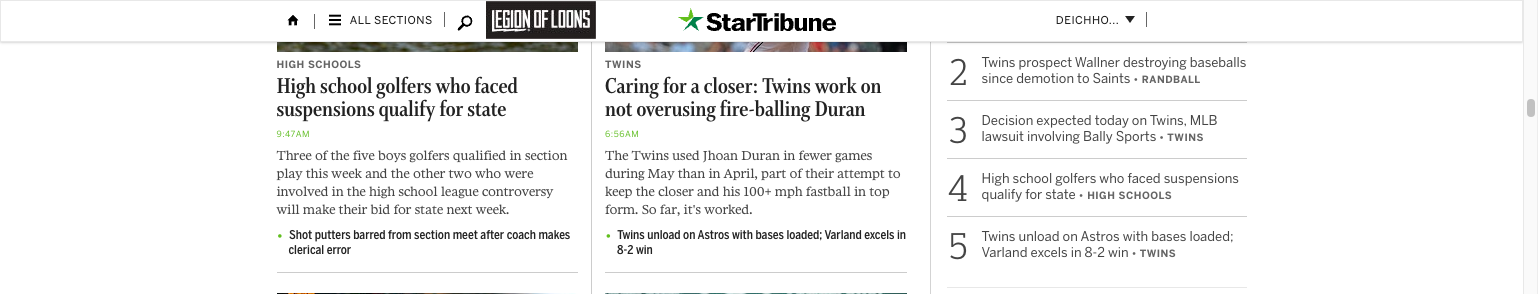 ALL SECTIONS
LEGION OF LOONS
StarTribune
DEICHHO...
HIGH SCHOOLS
High school golfers who faced
suspensions qualify for state
9:47AM
Three of the five boys golfers qualified in section
play this week and the other two who were
involved in the high school league controversy
will make their bid for state next week.
• Shot putters barred from section meet after coach makes
clerical error
TWINS
Caring for a closer: Twins work on
not overusing fire-balling Duran
6:56AM
The Twins used Jhoan Duran in fewer games
during May than in April, part of their attempt to
keep the closer and his 100+ mph fastball in top
form. So far, it's worked.
• Twins unload on Astros with bases loaded; Varland excels in
8-2 win
2
Twins prospect Wallner destroying baseballs
since demotion to Saints • RANDBALL
3
Decision expected today on Twins, MLB
lawsuit involving Bally Sports • TWINS
4
High school golfers who faced suspensions
qualify for state • HIGH SCHOOLS
5
Twins unload on Astros with bases loaded;
Varland excels in 8-2 win • TWINS